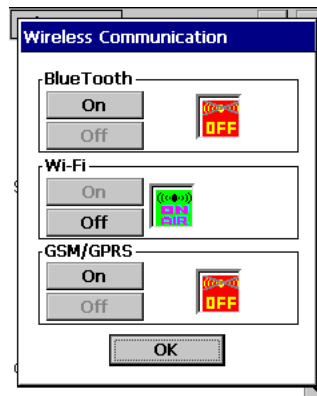 Wireless Communication
BlueTooth
On
OFF
Off
Wi-Fi
On
ON
AIR
Off
GSM/GPRS
On
OFF
Off
OK